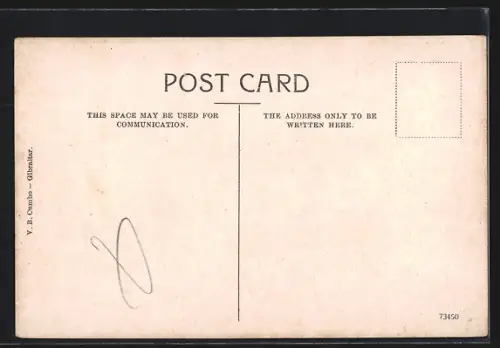 POST CARD
THIS SPACE MAY BE USED FOR
COMMUNICATION.
THE ADDRESS ONLY TO BE
WRITTEN HERE.
V. B. Cumbo – Gibraltar.
73450